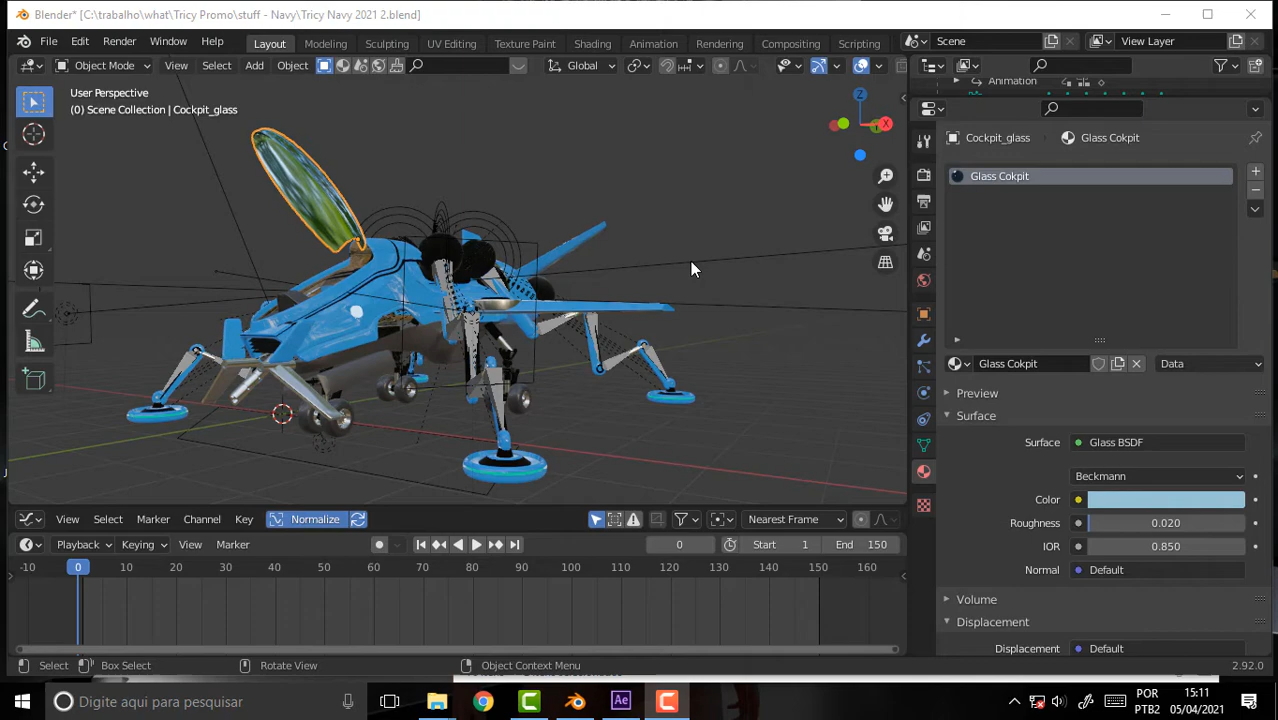 Blender* [C:\trabalho\what\Tricy Promo\stuff - Navy\Tricy Navy 2021 2.blend]
File Edit Render Window Help Layout Modeling Sculpting UV Editing Texture Paint Shading Animation Rendering Compositing Scripting Scene View Layer
Object Mode View Select Add Object Global
User Perspective
(0) Scene Collection | Cockpit_glass
Z
X
Y
Animation
Cockpit_glass Glass Cokpit
Glass Cokpit
Glass Cokpit Data
Preview
Surface
Surface Glass BSDF
Beckmann
Color
Roughness 0.020
IOR 0.850
Normal Default
Volume
Displacement
Displacement Default
View Select Marker Channel Key Normalize Nearest Frame
Playback Keying View Marker 0 Start 1 End 150
-10 0 10 20 30 40 50 60 70 80 90 100 110 120 130 140 150 160
Select Box Select Rotate View Object Context Menu 2.92.0
Digite aqui para pesquisar
Ae
POR
PTB2
15:11
05/04/2021